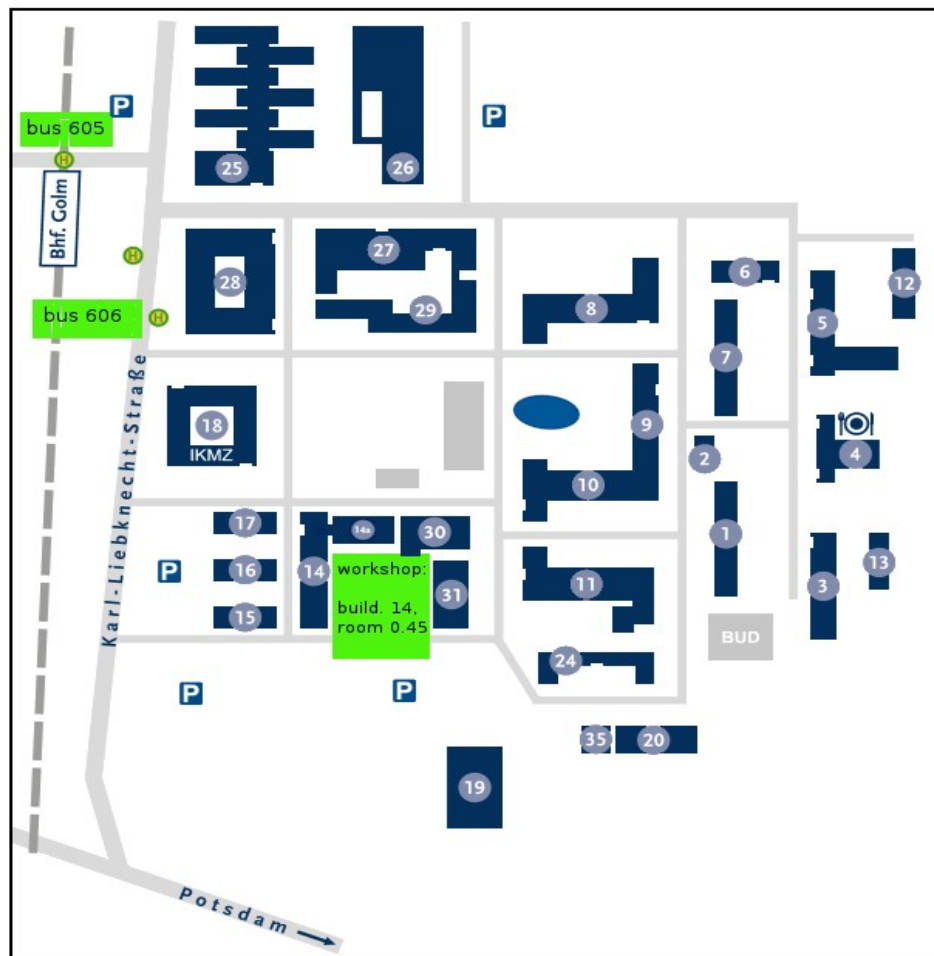 P
P
bus 605
H
25
26
Bhf. Golm
27
6
H
28
12
29
8
5
bus 606
H
7
Karl-Liebknecht-Straße
18
9
IKMZ
4
2
10
17
14a
30
1
14
workshop:
16
P
11
3
13
31
build. 14,
15
room 0.45
BUD
24
P
P
35
20
19
Potsdam